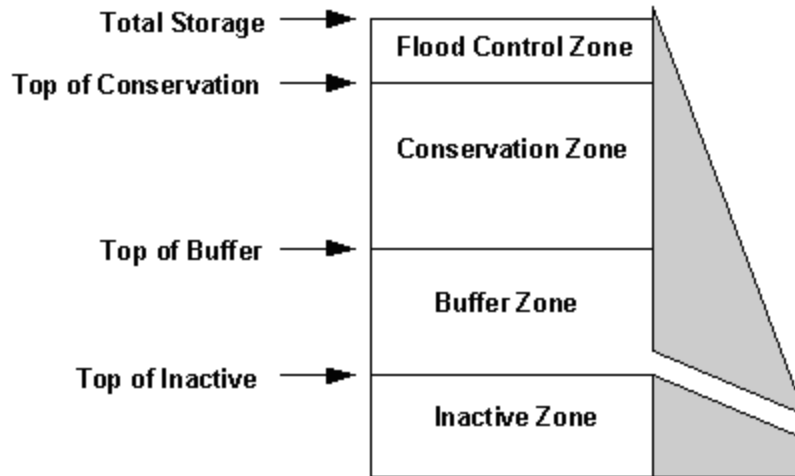 Total Storage
Flood Control Zone
Top of Conservation
Conservation Zone
Top of Buffer
Buffer Zone
Top of Inactive
Inactive Zone